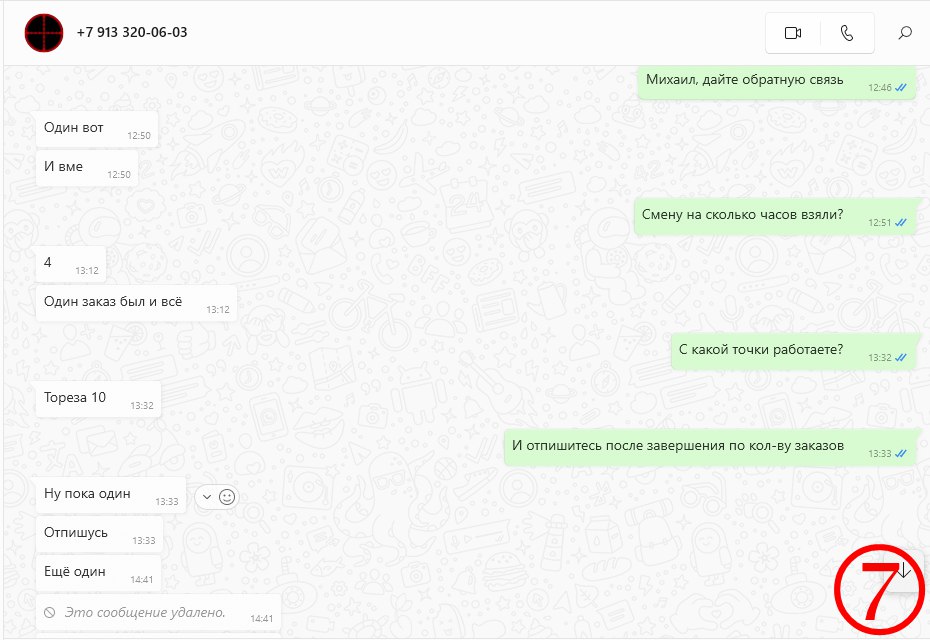 +7 913 320-06-03
Михаил, дайте обратную связь 12:46
Один вот 12:50
И вме 12:50
Смену на сколько часов взяли? 12:51
4 13:12
Один заказ был и всё 13:12
С какой точки работаете? 13:32
Тореза 10 13:32
И отпишитесь после завершения по кол-ву заказов 13:33
Ну пока один 13:33
Отпишусь 13:33
Ещё один 14:41
Это сообщение удалено. 14:41
7